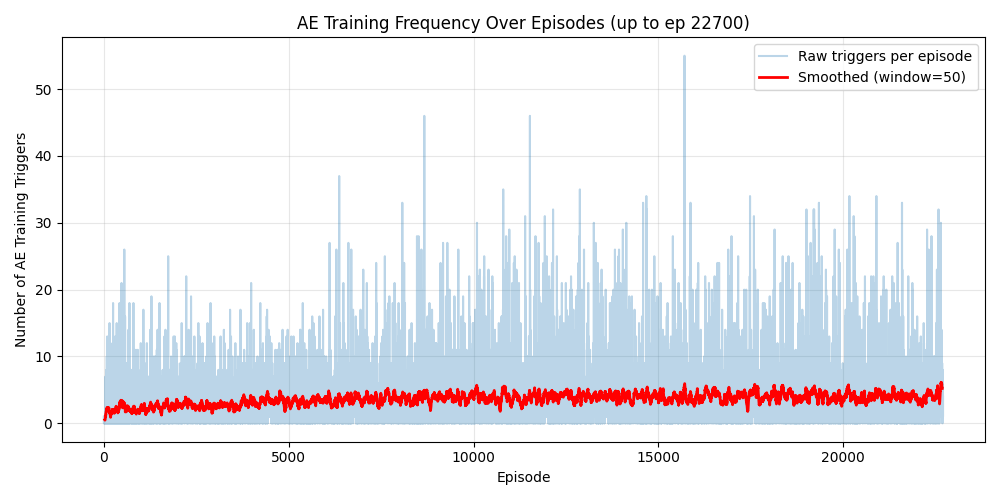 AE Training Frequency Over Episodes (up to ep 22700)
Raw triggers per episode
Smoothed (window=50)
Number of AE Training Triggers
50
40
30
20
10
0
0
5000
10000
15000
20000
Episode